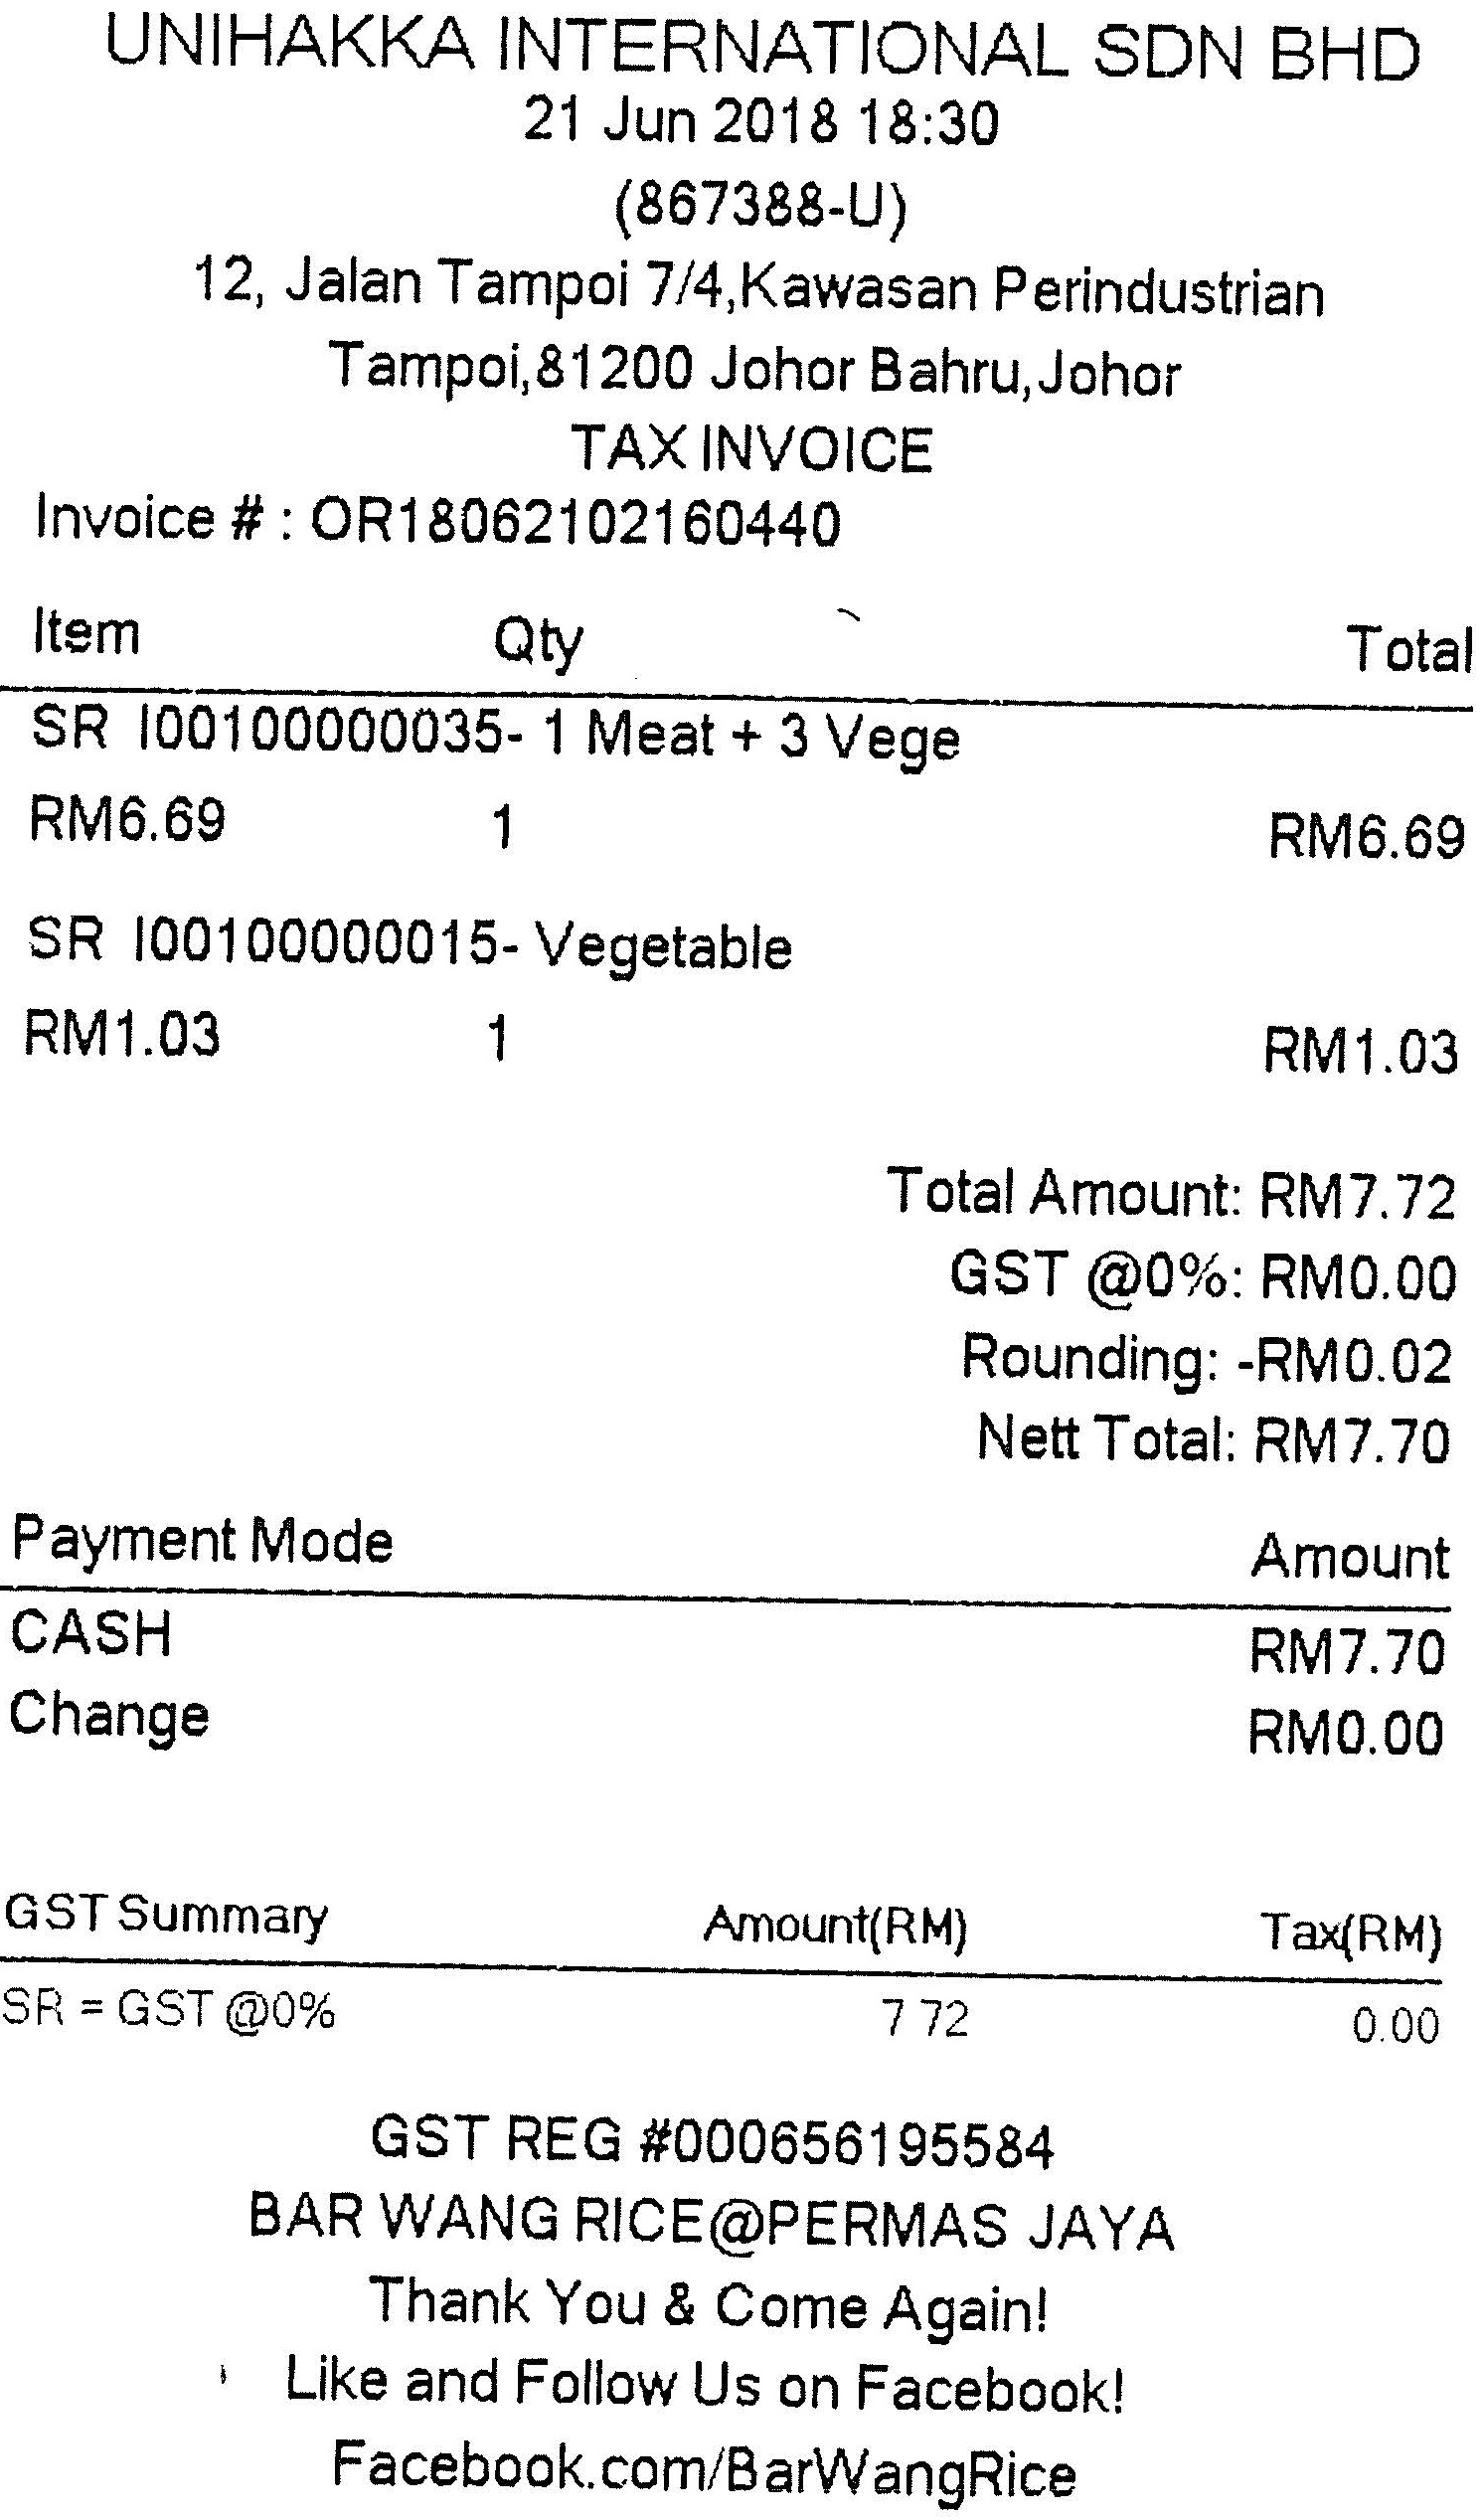 UNIHAKKA INTERNATIONAL SDN BHD
21 Jun 2018 18:30
(867388-U)
12, Jalan Tampoi 7/4,Kawasan Perindustrian
Tampoi,81200 Johor Bahru,Johor
TAX INVOICE
Invoice # : OR18062102160440
Item Qty Total
SR I00100000035- 1 Meat + 3 Vege
RM6.69 1 RM6.69
SR I00100000015- Vegetable
RM1.03 1 RM1.03
Total Amount: RM7.72
GST @0%: RM0.00
Rounding: -RM0.02
Nett Total: RM7.70
Payment Mode Amount
CASH RM7.70
Change RM0.00
GST Summary Amount(RM) Tax(RM)
SR = GST @0% 7 72 0.00
GST REG #000656195584
BAR WANG RICE@PERMAS JAYA
Thank You & Come Again!
Like and Follow Us on Facebook!
Facebook.com/BarWangRice